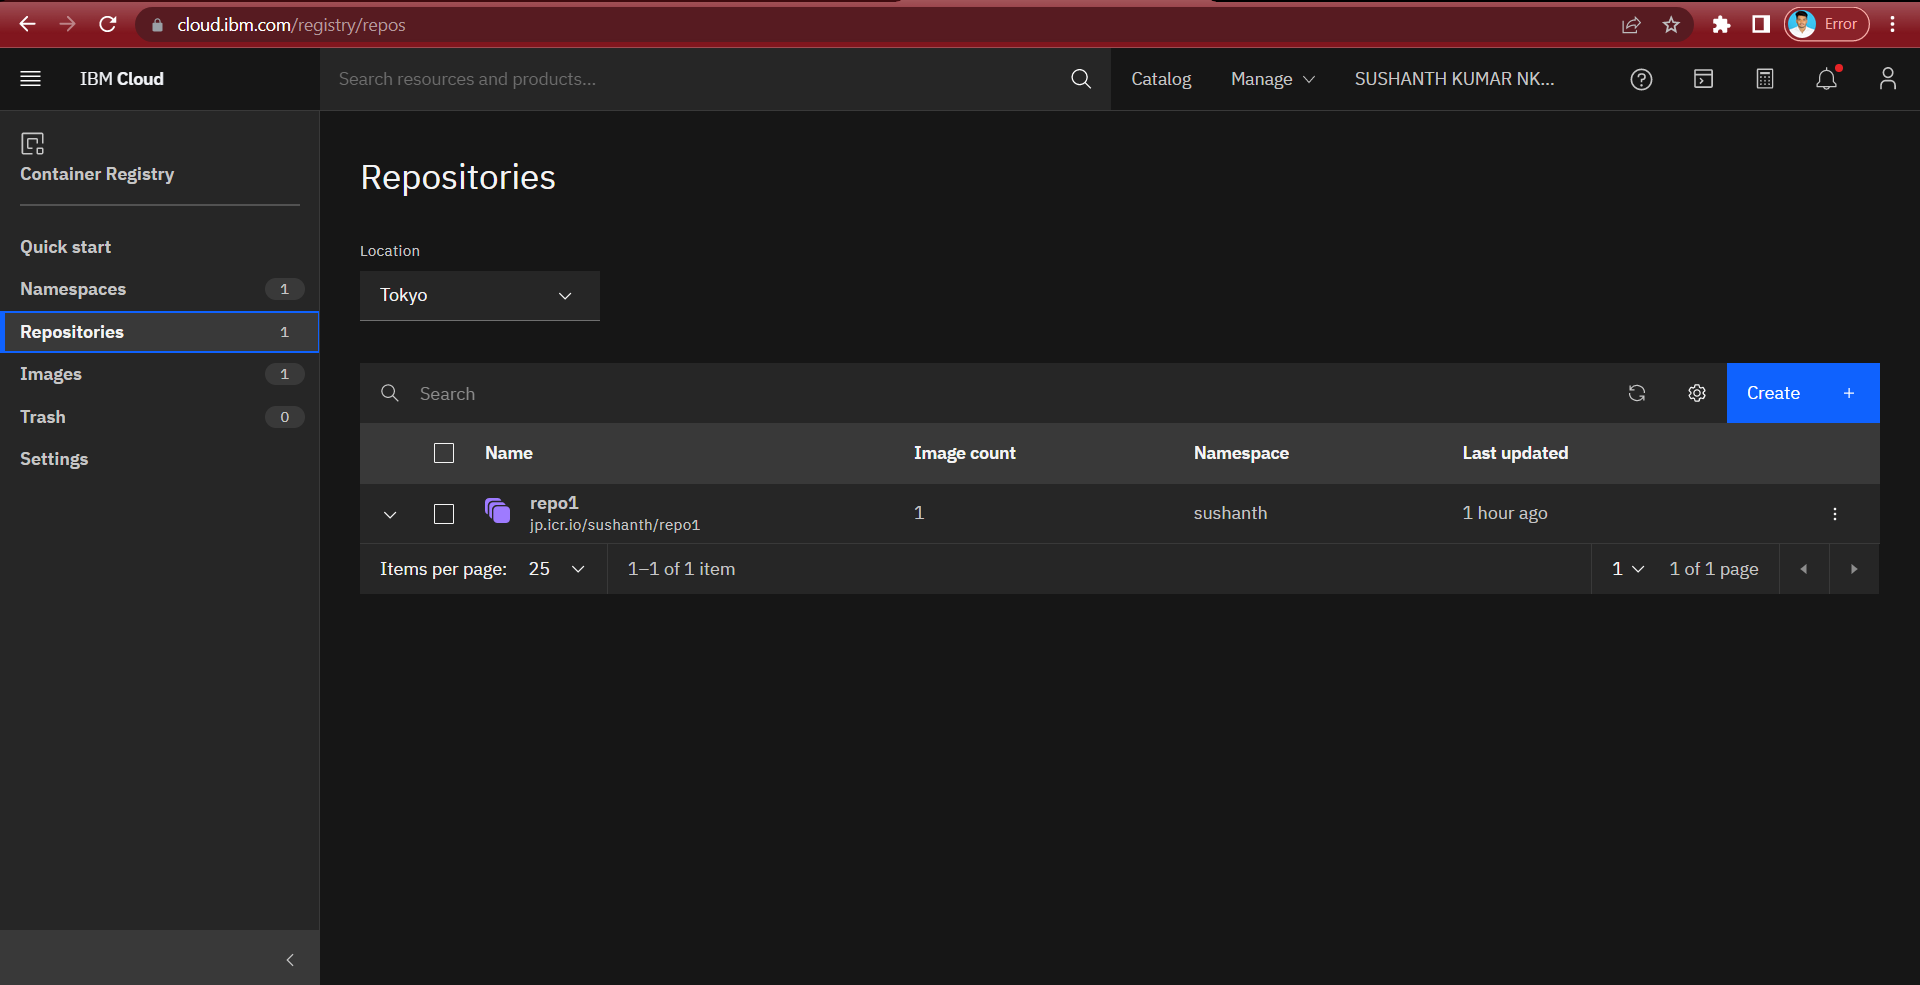 cloud.ibm.com/registry/repos
Error
IBM Cloud
Search resources and products...
Catalog
Manage
SUSHANTH KUMAR NK...
Container Registry
Quick start
Namespaces 1
Repositories 1
Images 1
Trash 0
Settings
Repositories
Location
Tokyo
Search
Create +
Name Image count Namespace Last updated
repo1
jp.icr.io/sushanth/repo1
1 sushanth 1 hour ago
Items per page: 25 1–1 of 1 item 1 1 of 1 page